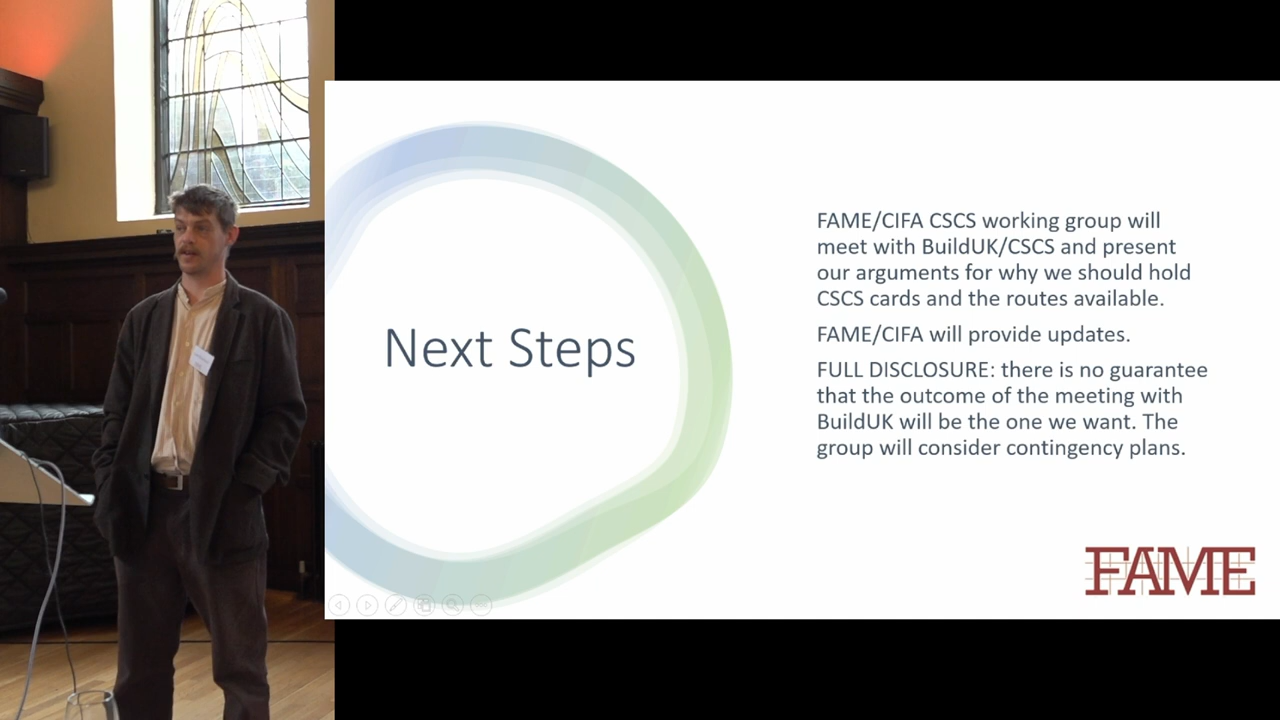 Next Steps
FAME/CIFA CSCS working group will
meet with BuildUK/CSCS and present
our arguments for why we should hold
CSCS cards and the routes available.
FAME/CIFA will provide updates.
FULL DISCLOSURE: there is no guarantee
that the outcome of the meeting with
BuildUK will be the one we want. The
group will consider contingency plans.
FAME